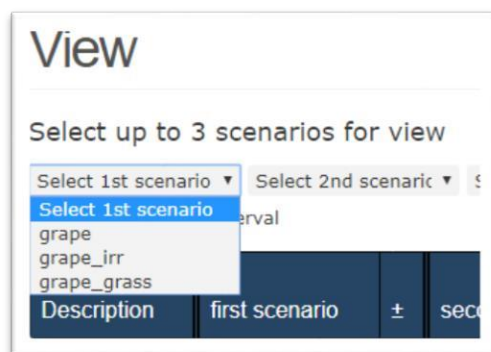 View
Select up to 3 scenarios for view
Select 1st scenario Select 2nd scenaric
Select 1st scenario
grape
grape_irr
grape_grass
erval
Description first scenario ± seco